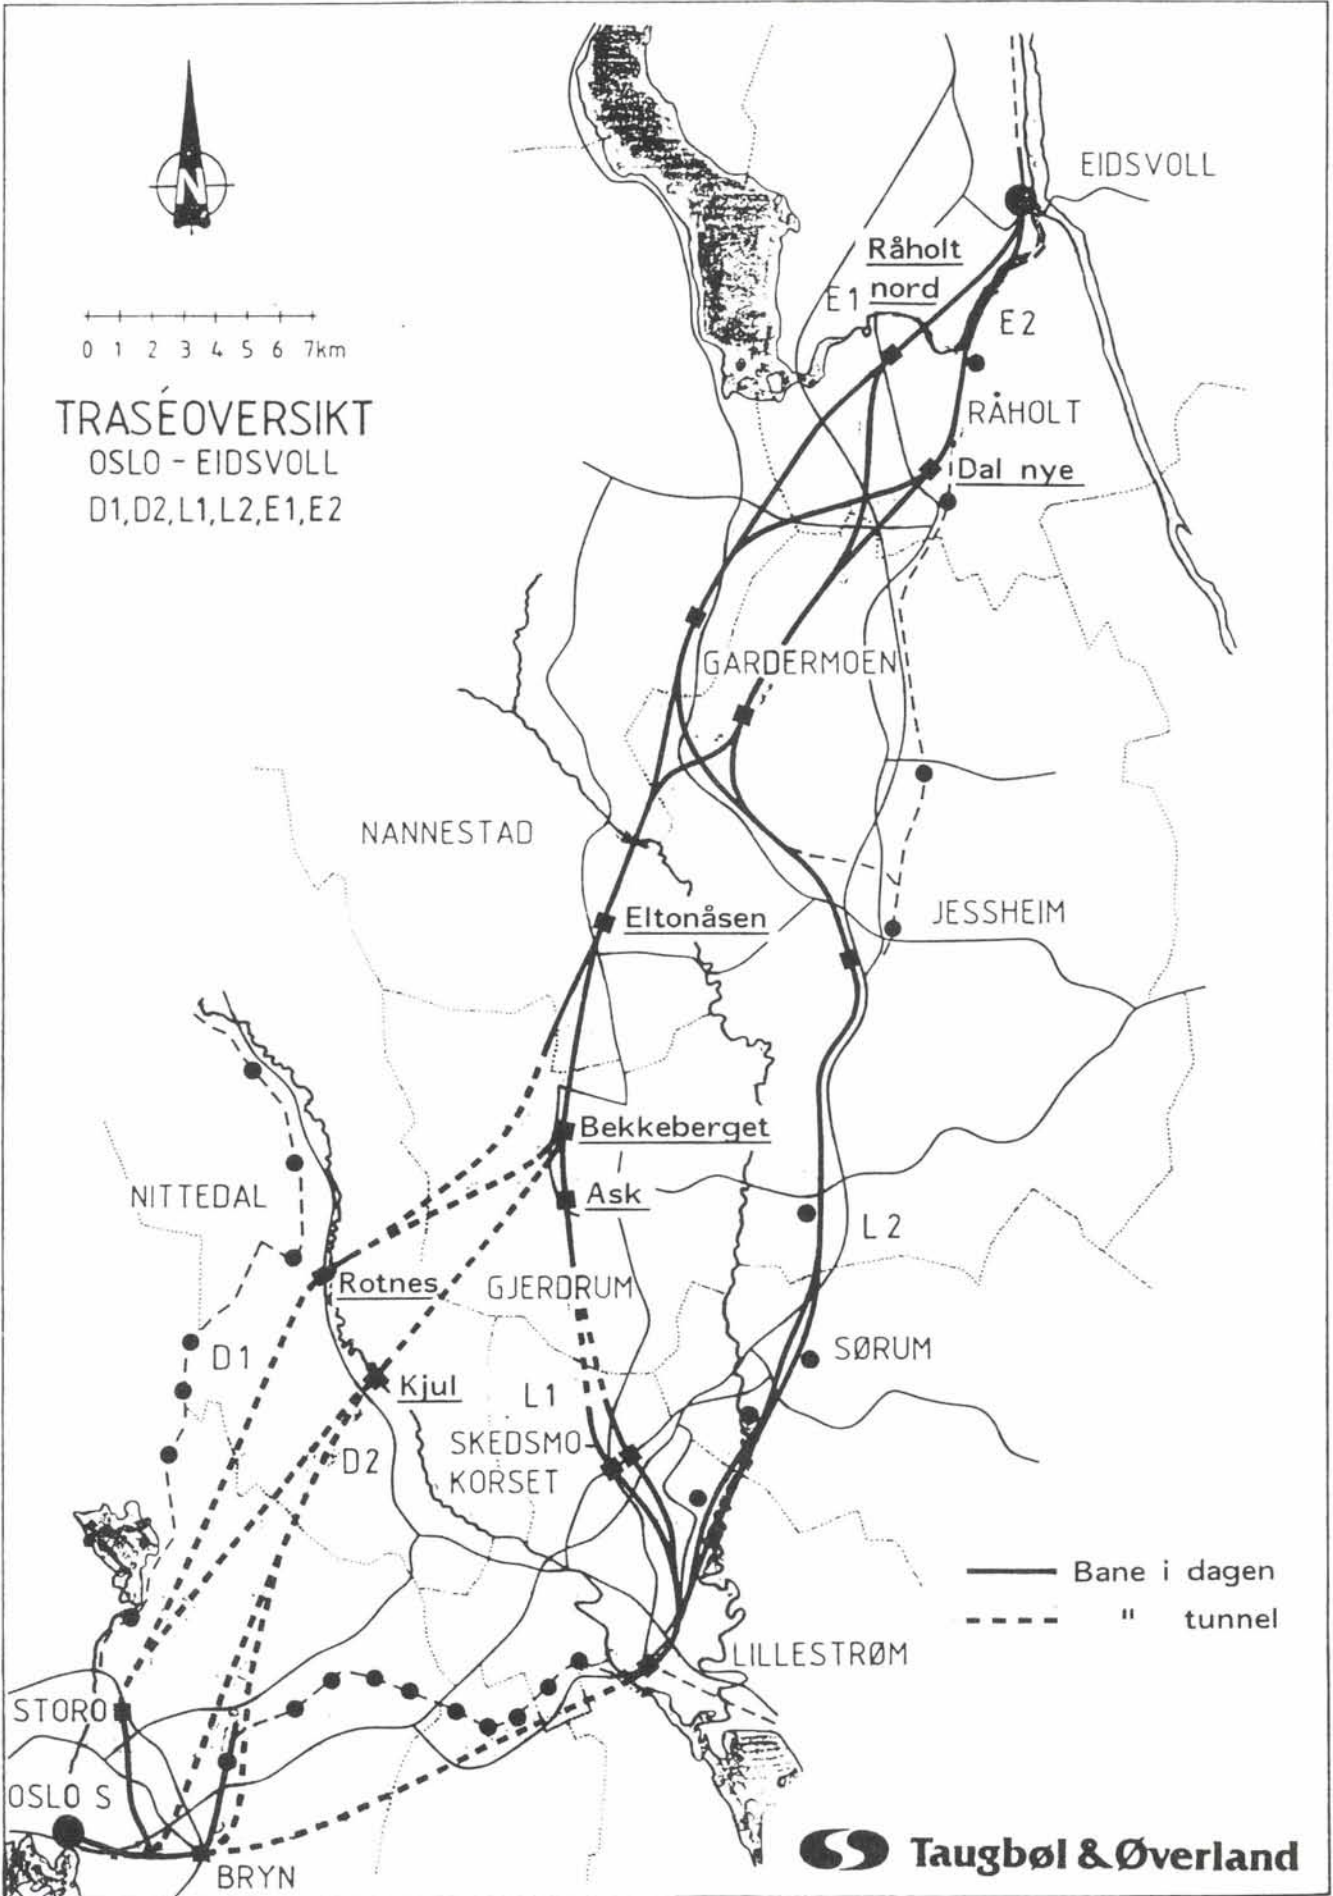 N
0 1 2 3 4 5 6 7km
TRASÉOVERSIKT
OSLO - EIDSVOLL
D1, D2, L1, L2, E1, E2
EIDSVOLL
Råholt
nord
E1
E2
RÅHOLT
Dal nye
GARDERMOEN
NANNESTAD
Eltonåsen
JESSHEIM
Bekkeberget
NITTEDAL
Ask
L2
Rotnes
GJERDRUM
D1
SØRUM
Kjul
L1
D2
SKEDSMO-
KORSET
Bane i dagen
" tunnel
LILLESTRØM
STORO
OSLO S
BRYN
Taugbøl & Øverland